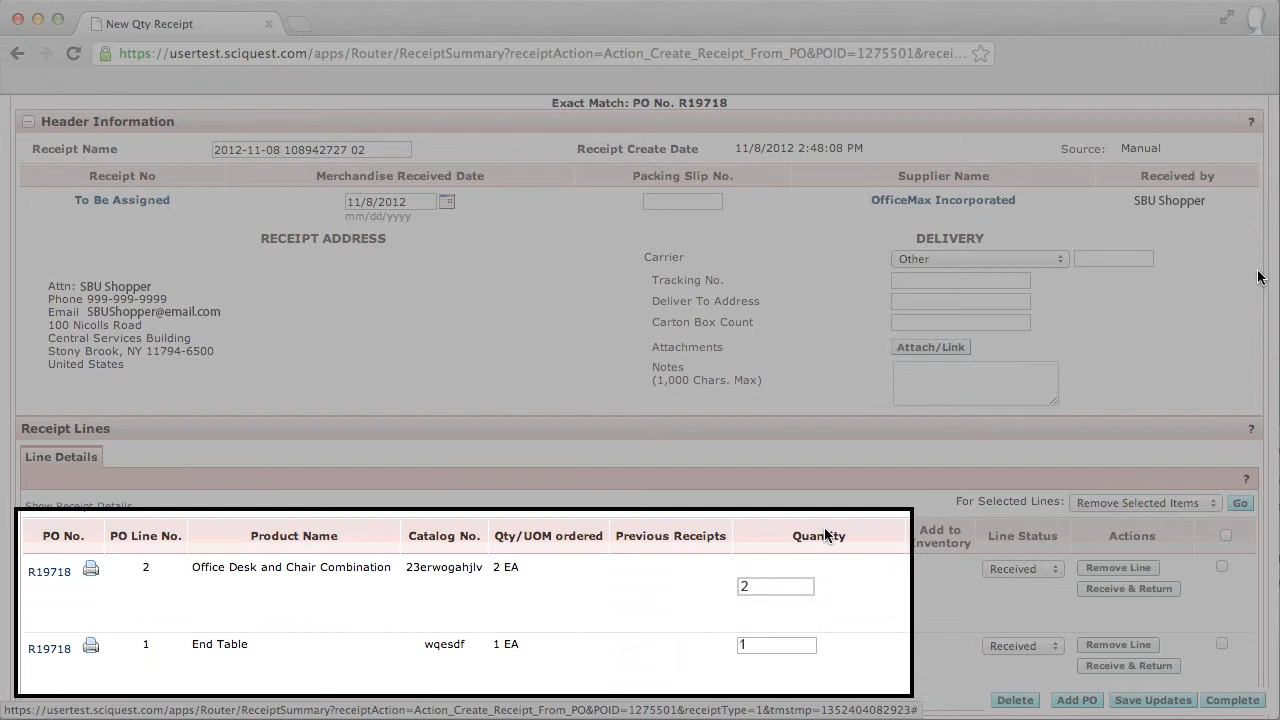 New Qty Receipt
https://usertest.sciquest.com/apps/Router/ReceiptSummary?receiptAction=Action_Create_Receipt_From_PO&POID=1275501&recei...
Exact Match: PO No. R19718
Header Information ?
Receipt Name 2012-11-08 108942727 02 Receipt Create Date 11/8/2012 2:48:08 PM Source: Manual
Receipt No Merchandise Received Date Packing Slip No. Supplier Name Received by
To Be Assigned 11/8/2012 OfficeMax Incorporated SBU Shopper
mm/dd/yyyy
RECEIPT ADDRESS DELIVERY
Carrier Other
Tracking No.
Attn: SBU Shopper
Phone 999-999-9999
Deliver To Address
Email SBUShopper@email.com
100 Nicolls Road
Carton Box Count
Central Services Building
Stony Brook, NY 11794-6500
Attachments Attach/Link
United States
Notes
(1,000 Chars. Max)
Receipt Lines ?
Line Details
?
Show Receipt Details For Selected Lines: Remove Selected Items Go
PO No. PO Line No. Product Name Catalog No. Qty/UOM ordered Previous Receipts Quantity Add to Inventory Line Status Actions
R19718 2 Office Desk and Chair Combination 23erwogahjlv 2 EA 2 Received Remove Line
Receive & Return
R19718 1 End Table wqesdf 1 EA 1 Received Remove Line
Receive & Return
Delete Add PO Save Updates Complete
https://usertest.sciquest.com/apps/Router/ReceiptSummary?receiptAction=Action_Create_Receipt_From_PO&POID=1275501&receiptType=1&tmstmp=1352404082923#